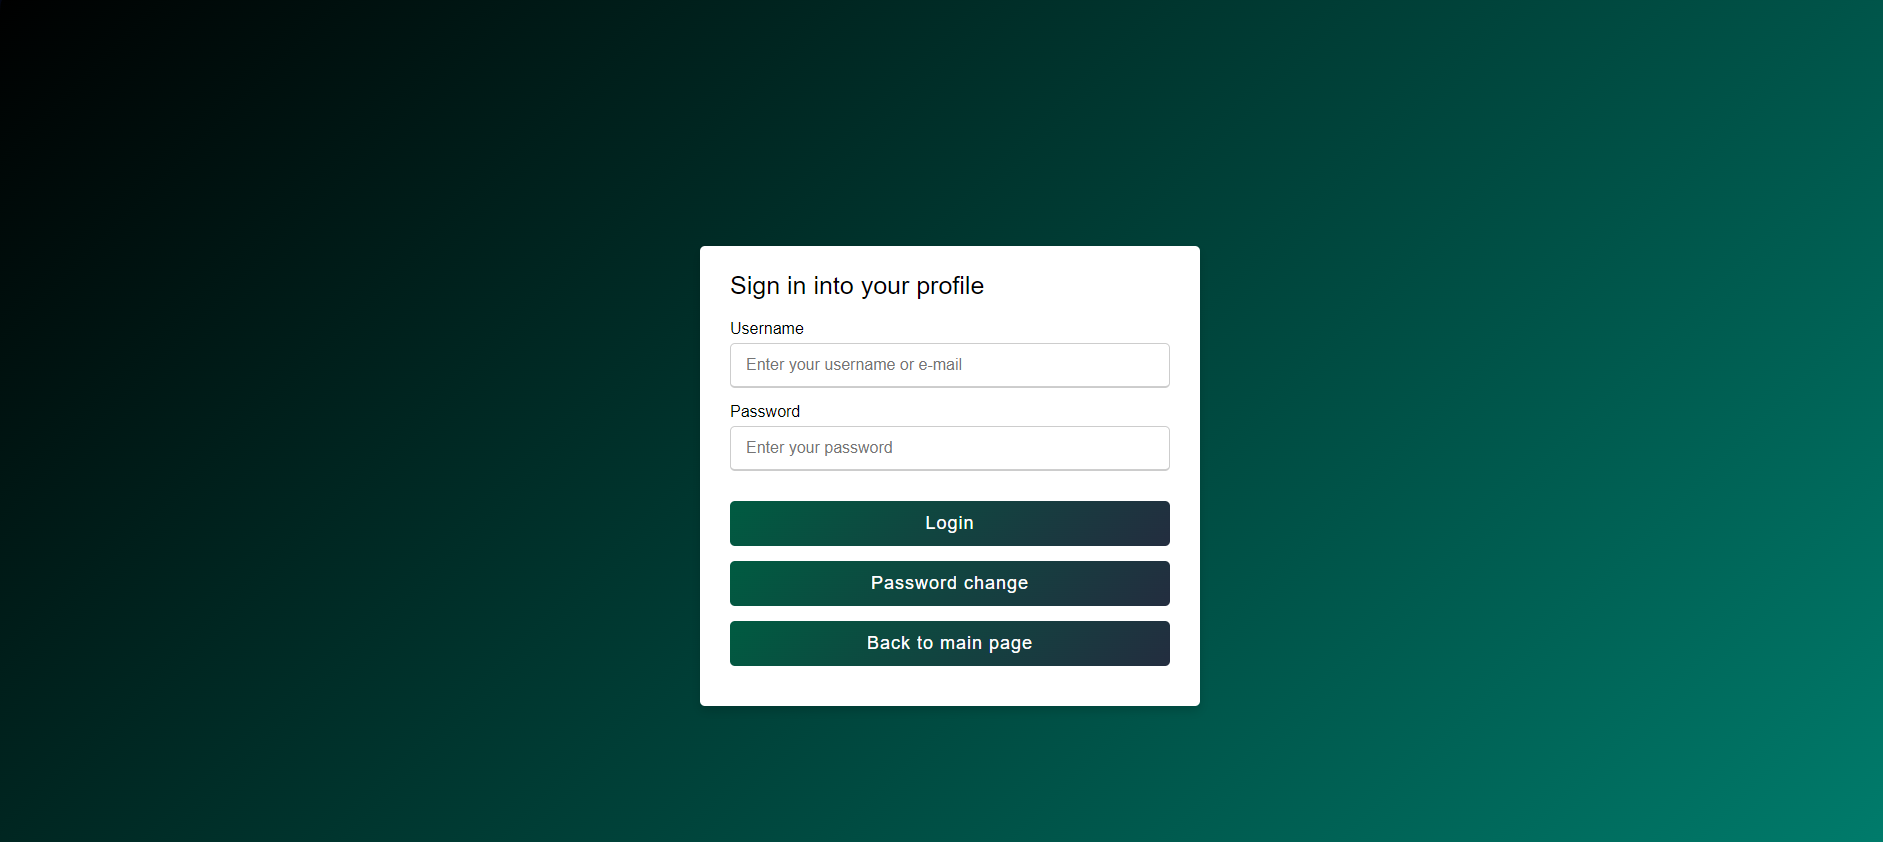 Sign in into your profile
Username
Enter your username or e-mail
Password
Enter your password
Login
Password change
Back to main page